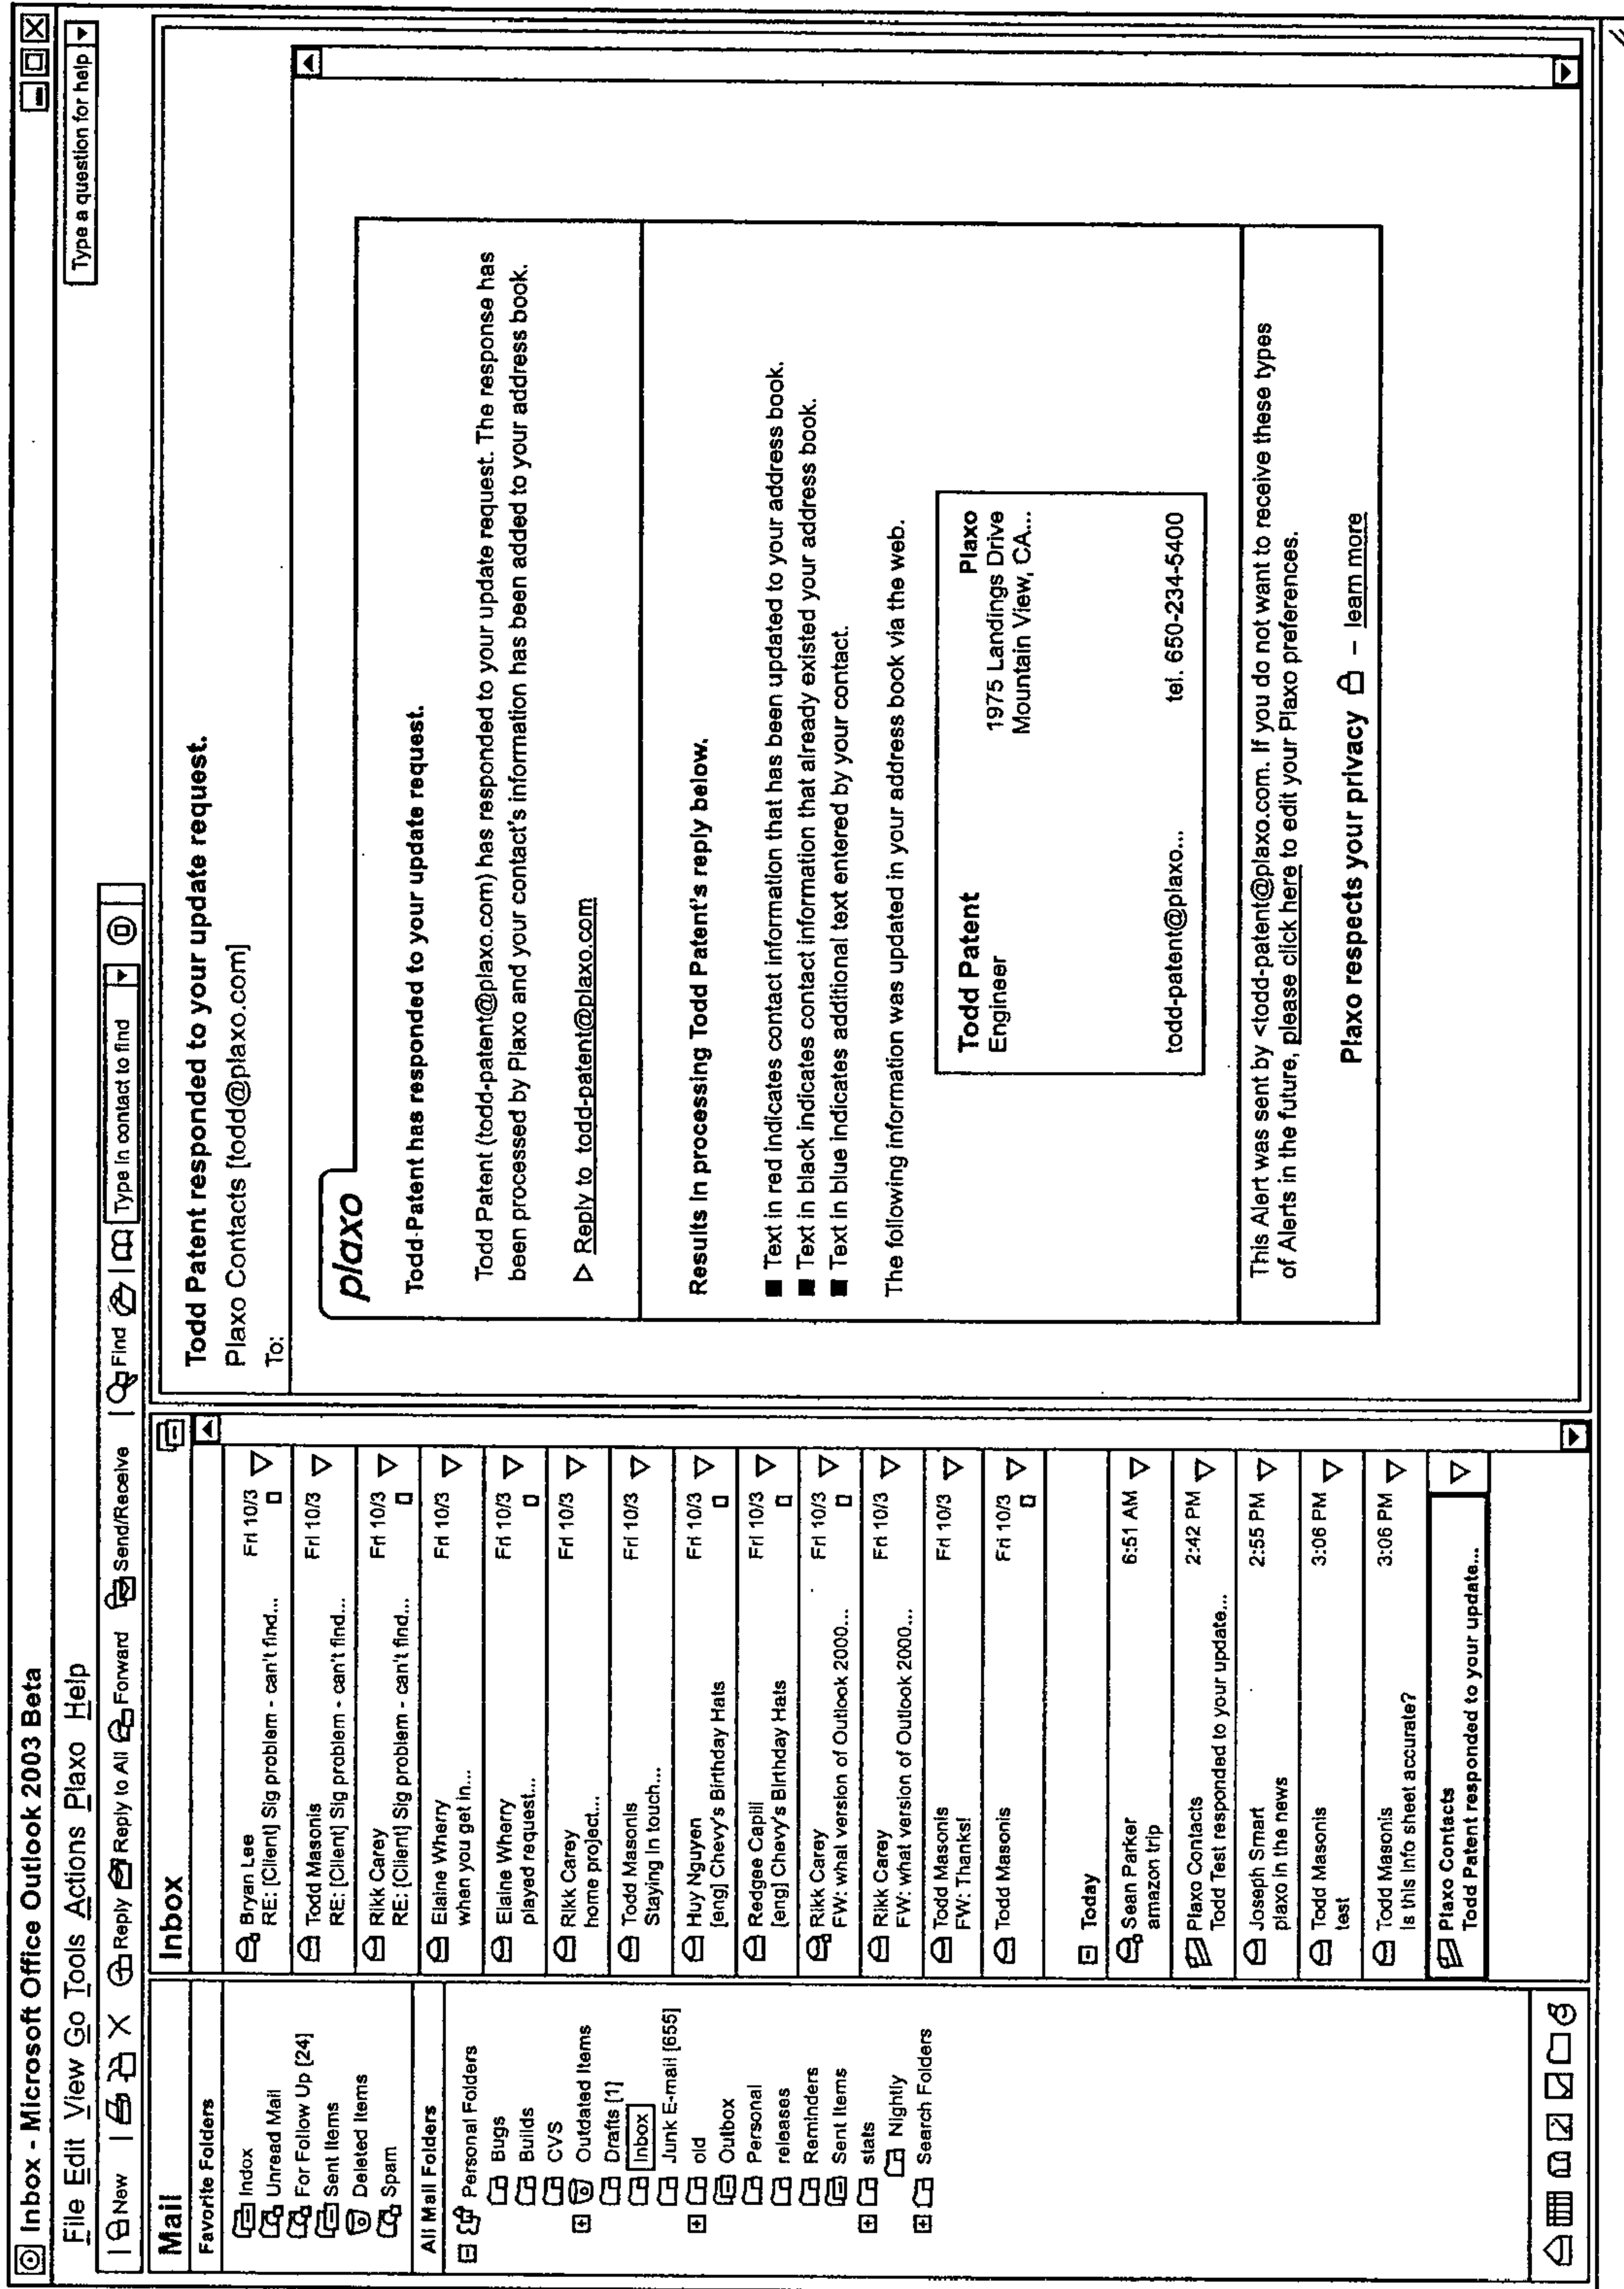 Inbox - Microsoft Office Outlook 2003 Beta
File Edit View Go Tools Actions Plaxo Help
Type a question for help
New
Reply
Reply to All
Forward
Send/Receive
Find
Type in contact to find
Mail
Favorite Folders
Indox
Unread Mail
For Follow Up [24]
Sent Items
Deleted Items
Spam
All Mail Folders
Personal Folders
Bugs
Builds
CVS
Outdated Items
Drafts [1]
Inbox
Junk E-mail [655]
old
Outbox
Personal
releases
Reminders
Sent Items
stats
Nightly
Search Folders
Inbox
Bryan Lee Fri 10/3
RE: [Client] Sig problem - can't find...
Todd Masonis Fri 10/3
RE: [Client] Sig problem - can't find...
Rikk Carey Fri 10/3
RE: [Client] Sig problem - can't find...
Elaine Wherry Fri 10/3
when you get in...
Elaine Wherry Fri 10/3
played request...
Rikk Carey Fri 10/3
home project...
Todd Masonis Fri 10/3
Staying in touch...
Huy Nguyen Fri 10/3
[eng] Chevy's Birthday Hats
Redgee Capili Fri 10/3
[eng] Chevy's Birthday Hats
Rikk Carey Fri 10/3
FW: what version of Outlook 2000...
Rikk Carey Fri 10/3
FW: what version of Outlook 2000...
Todd Masonis Fri 10/3
FW: Thanks!
Todd Masonis Fri 10/3
Today
Sean Parker 6:51 AM
amazon trip
Plaxo Contacts 2:42 PM
Todd Test responded to your update...
Joseph Smart 2:55 PM
plaxo in the news
Todd Masonis 3:06 PM
test
Todd Masonis 3:06 PM
Is this info sheet accurate?
Plaxo Contacts
Todd Patent responded to your update...
Todd Patent responded to your update request.
Plaxo Contacts [todd@plaxo.com]
To:
plaxo
Todd-Patent has responded to your update request.
Todd Patent (todd-patent@plaxo.com) has responded to your update request. The response has
been processed by Plaxo and your contact's information has been added to your address book.
Reply to todd-patent@plaxo.com
Results in processing Todd Patent's reply below.
Text in red indicates contact information that has been updated to your address book.
Text in black indicates contact information that already existed your address book.
Text in blue indicates additional text entered by your contact.
The following information was updated in your address book via the web.
Todd Patent Plaxo
Engineer 1975 Landings Drive
Mountain View, CA...
todd-patent@plaxo... tel. 650-234-5400
This Alert was sent by <todd-patent@plaxo.com. If you do not want to receive these types
of Alerts in the future, please click here to edit your Plaxo preferences.
Plaxo respects your privacy – learn more